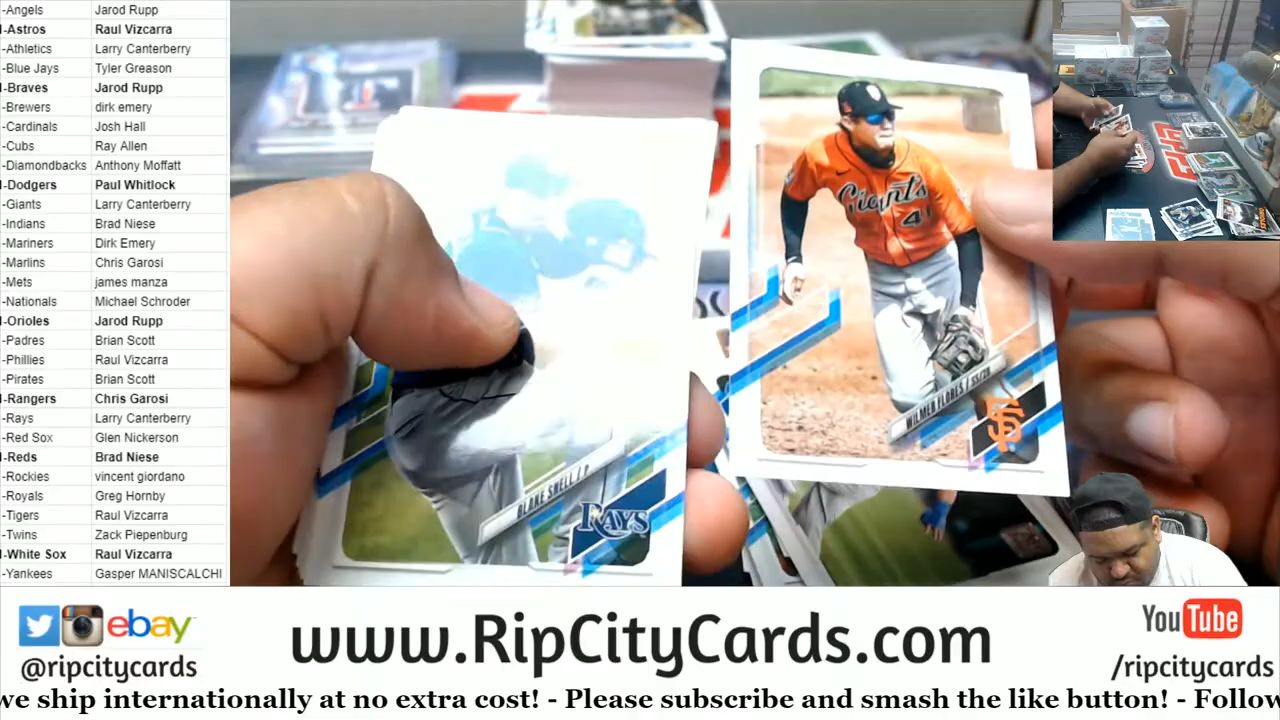 -Angels Jarod Rupp
-Astros Raul Vizcarra
-Athletics Larry Canterberry
-Blue Jays Tyler Greason
-Braves Jarod Rupp
-Brewers dirk emery
-Cardinals Josh Hall
-Cubs Ray Allen
-Diamondbacks Anthony Moffatt
-Dodgers Paul Whitlock
-Giants Larry Canterberry
-Indians Brad Niese
-Mariners Dirk Emery
-Marlins Chris Garosi
-Mets james manza
-Nationals Michael Schroder
-Orioles Jarod Rupp
-Padres Brian Scott
-Phillies Raul Vizcarra
-Pirates Brian Scott
-Rangers Chris Garosi
-Rays Larry Canterberry
-Red Sox Glen Nickerson
-Reds Brad Niese
-Rockies vincent giordano
-Royals Greg Hornby
-Tigers Raul Vizcarra
-Twins Zack Piepenburg
-White Sox Raul Vizcarra
-Yankees Gasper MANISCALCHI
Giants
41
WILMER FLORES / 1B/2B
SF
BLAKE SNELL / P
RAYS
ebay
@ripcitycards
www.RipCityCards.com
YouTube
/ripcitycards
we ship internationally at no extra cost! - Please subscribe and smash the like button! - Follow